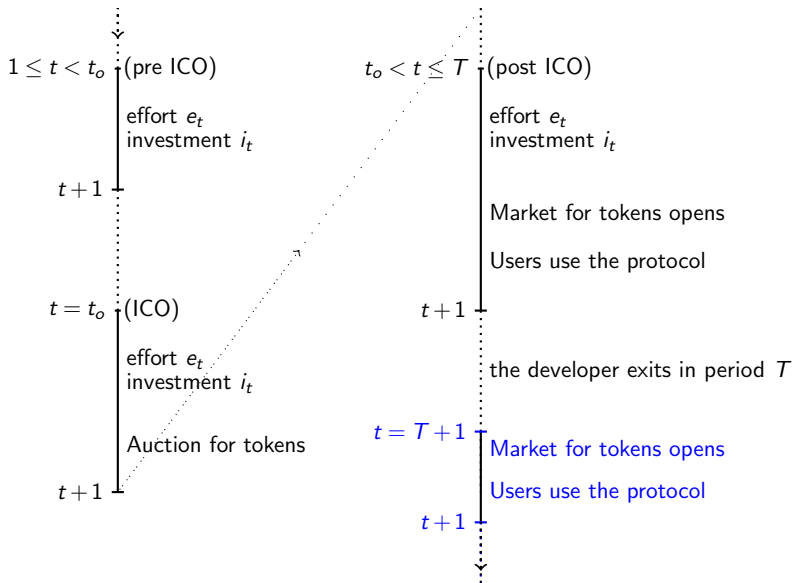 1 ≤ t < t_o (pre ICO)
effort e_t
investment i_t
t+1
t = t_o (ICO)
effort e_t
investment i_t
Auction for tokens
t+1
t_o < t ≤ T (post ICO)
effort e_t
investment i_t
Market for tokens opens
Users use the protocol
t+1
the developer exits in period T
t = T+1
Market for tokens opens
Users use the protocol
t+1